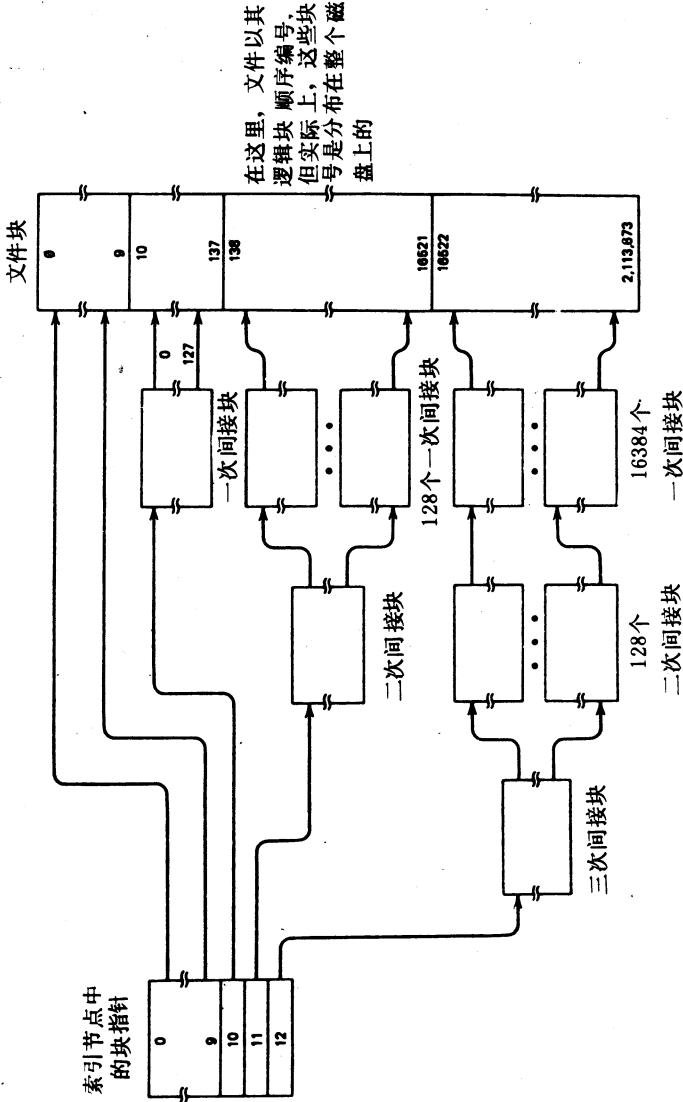 索引节点中
的块指针
0
9
10
11
12
三次间接块
二次间接块
128个
二次间接块
一次间接块
128个一次间接块
16384个
一次间接块
0
127
文件块
0
9
10
137
138
16521
16522
2,113,673
在这里，文件以其
逻辑块 顺序编号，
但实际上，这些块
号是分布在整个磁
盘上的